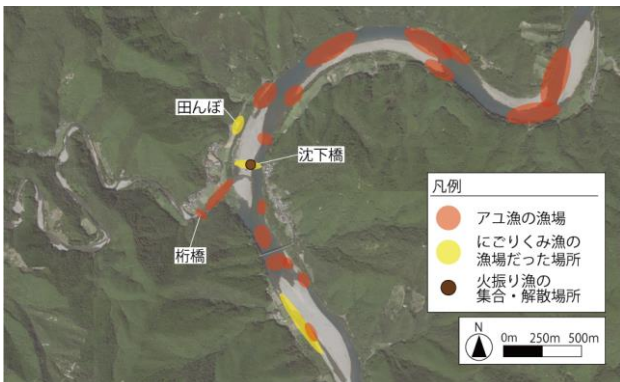 田んぼ
沈下橋
桁橋
凡例
アユ漁の漁場
にごりくみ漁の
漁場だった場所
火振り漁の
集合・解散場所
N
0m 250m 500m